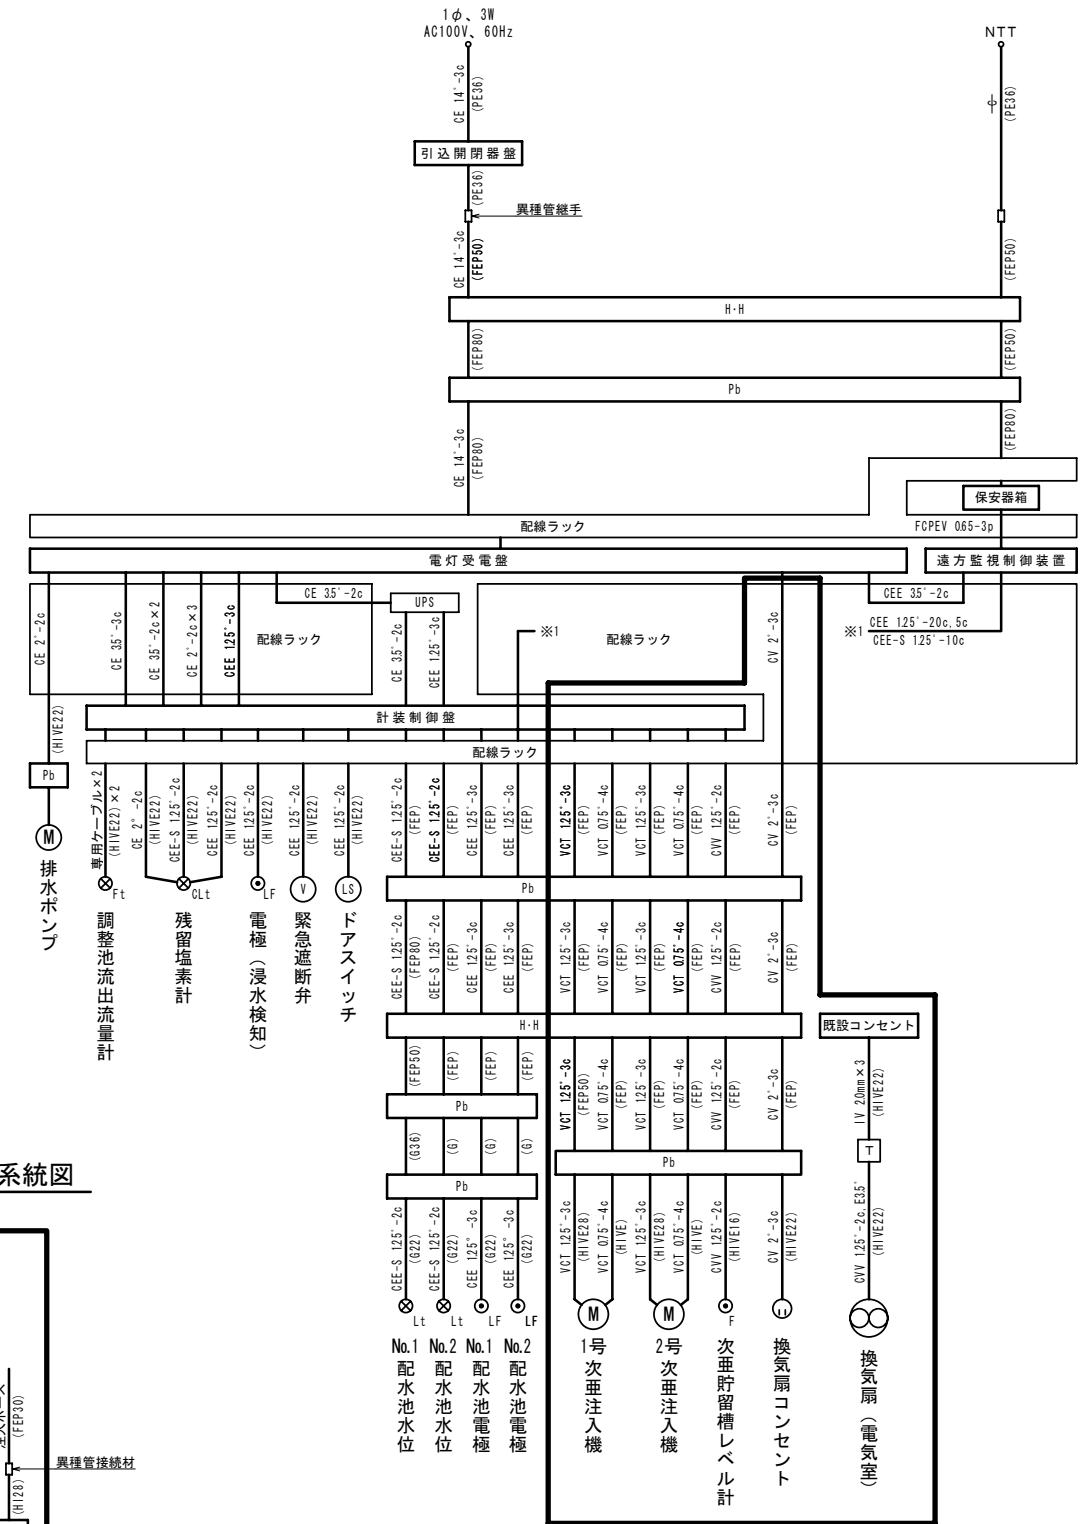 1φ、3W
AC100V、60Hz
NTT
CE 14°-3c
(PE36)
(PE36)
引込開閉器盤
(PE36)
異種管継手
CE 14°-3c
(FEP50)
(FEP50)
H·H
(FEP80)
(FEP50)
Pb
CE 14°-3c
(FEP80)
(FEP80)
保安器箱
配線ラック
FCPEV 0.65-3p
電灯受電盤
遠方監視制御装置
CE 2°-2c
CE 3.5°-3c
CE 3.5°-2c×2
CE 2°-2c×3
CEE 1.25°-3c
配線ラック
CE 3.5°-2c
UPS
CE 3.5°-2c
CEE 1.25°-3c
※1
配線ラック
CV 2°-3c
CEE 3.5°-2c
※1
CEE 1.25°-20c, 5c
CEE-S 1.25°-10c
計装制御盤
配線ラック
(HIVE22)
Pb
M
排水ポンプ
専用ケーブル×2
(HIVE22)×2
CE 2°-2c
(HIVE22)
CEE-S 1.25°-2c
(HIVE22)
CEE 1.25°-2c
(HIVE22)
CEE 1.25°-2c
(HIVE22)
CEE 1.25°-2c
(HIVE22)
CEE 1.25°-2c
(HIVE22)
CEE-S 1.25°-2c
(FEP)
CEE-S 1.25°-2c
(FEP)
CEE 1.25°-3c
(FEP)
CEE 1.25°-3c
(FEP)
VCT 1.25°-3c
(FEP)
VCT 0.75°-4c
(FEP)
VCT 1.25°-3c
(FEP)
VCT 0.75°-4c
(FEP)
CVV 1.25°-2c
(FEP)
CV 2°-3c
(FEP)
Ft
調整池流出流量計
CLt
残留塩素計
LF
電極（浸水検知）
V
緊急遮断弁
LS
ドアスイッチ
Pb
CEE-S 1.25°-2c
(FEP80)
CEE-S 1.25°-2c
(FEP)
CEE 1.25°-3c
(FEP)
CEE 1.25°-3c
(FEP)
VCT 1.25°-3c
(FEP)
VCT 0.75°-4c
(FEP)
VCT 1.25°-3c
(FEP)
VCT 0.75°-4c
(FEP)
CVV 1.25°-2c
(FEP)
CV 2°-3c
(FEP)
H·H
既設コンセント
(FEP50)
(FEP)
(FEP)
(FEP)
VCT 1.25°-3c
(FEP50)
VCT 0.75°-4c
(FEP)
VCT 1.25°-3c
(FEP)
VCT 0.75°-4c
(FEP)
CVV 1.25°-2c
(FEP)
CV 2°-3c
(FEP)
IV 2.0mm×3
(HIVE22)
Pb
(G36)
(G)
(G)
(G)
Pb
T
Pb
CEE-S 1.25°-2c
(G22)
CEE-S 1.25°-2c
(G22)
CEE 1.25°-3c
(G22)
CEE 1.25°-3c
(G22)
VCT 1.25°-3c
(HIVE28)
VCT 0.75°-4c
(HIVE)
VCT 1.25°-3c
(HIVE28)
VCT 0.75°-4c
(HIVE)
CVV 1.25°-2c
(HIVE16)
CV 2°-3c
(HIVE22)
CVV 1.25°-2c, E3.5°
(HIVE22)
Lt
No.1
配水池水位
Lt
No.2
配水池水位
LF
No.1
配水池電極
LF
No.2
配水池電極
M
1号
次亜注入機
M
2号
次亜注入機
F
次亜貯留槽レベル計
換気扇コンセント
換気扇（電気室）
系統図
(FEP30)
異種管接続材
(HI28)